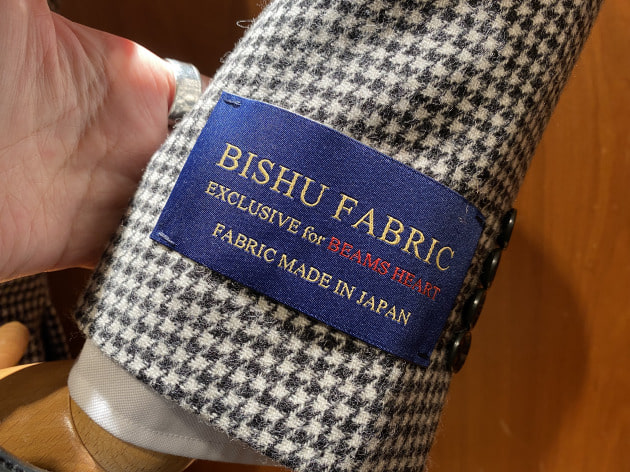 BISHU FABRIC
EXCLUSIVE for BEAMS HEART
FABRIC MADE IN JAPAN